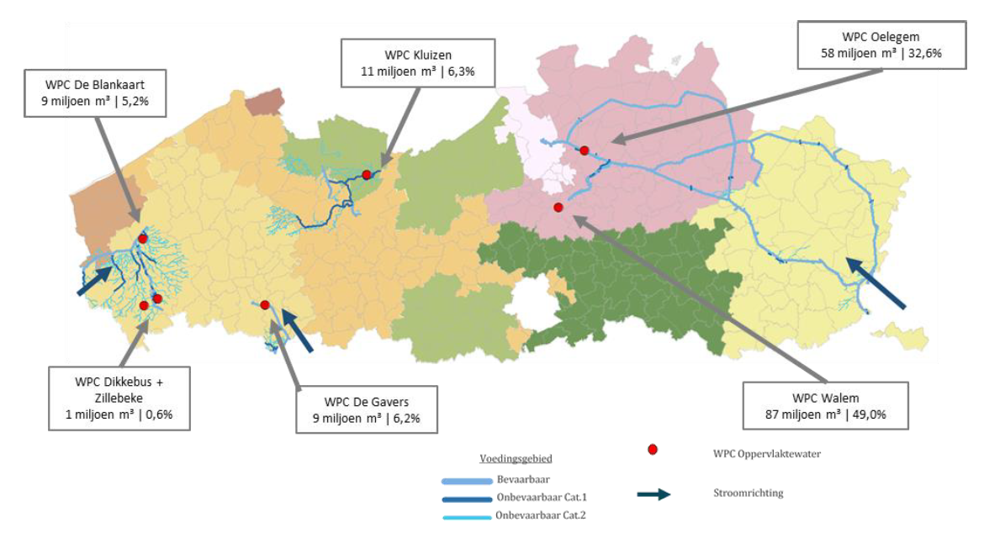 WPC Oelegem
58 miljoen m³ | 32,6%
WPC Kluizen
11 miljoen m³ | 6,3%
WPC De Blankaart
9 miljoen m³ | 5,2%
WPC Dikkebus +
Zillebeke
1 miljoen m³ | 0,6%
WPC De Gavers
9 miljoen m³ | 6,2%
WPC Walem
87 miljoen m³ | 49,0%
Voedingsgebied
Bevaarbaar
Onbevaarbaar Cat.1
Onbevaarbaar Cat.2
WPC Oppervlaktewater
Stroomrichting